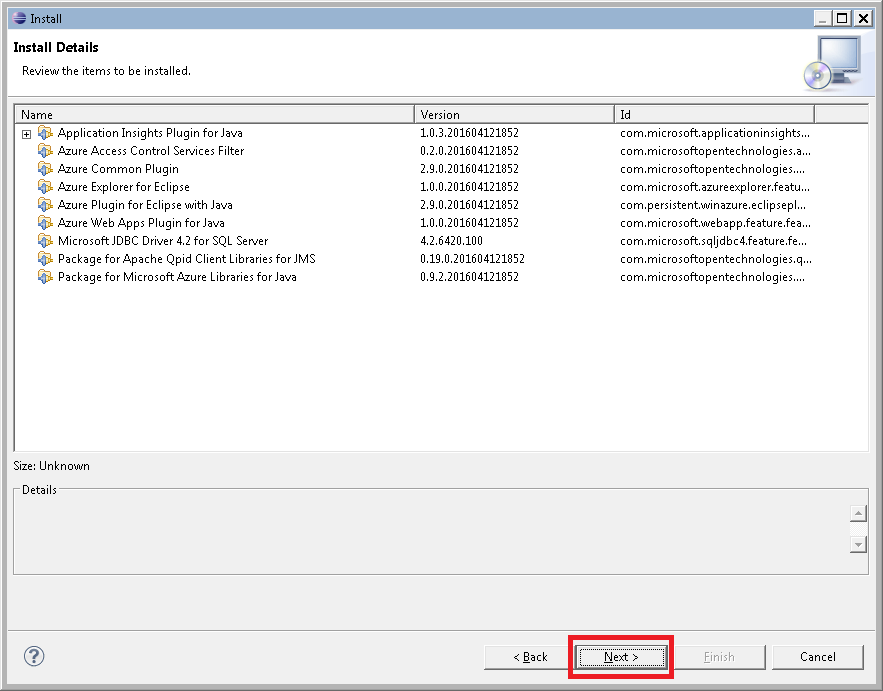 Install
Install Details
Review the items to be installed.
Name Version Id
Application Insights Plugin for Java 1.0.3.201604121852 com.microsoft.applicationinsights...
Azure Access Control Services Filter 0.2.0.201604121852 com.microsoftopentechnologies.a...
Azure Common Plugin 2.9.0.201604121852 com.microsoftopentechnologies....
Azure Explorer for Eclipse 1.0.0.201604121852 com.microsoft.azureexplorer.featu...
Azure Plugin for Eclipse with Java 2.9.0.201604121852 com.persistent.winazure.eclipsepl...
Azure Web Apps Plugin for Java 1.0.0.201604121852 com.microsoft.webapp.feature.fea...
Microsoft JDBC Driver 4.2 for SQL Server 4.2.6420.100 com.microsoft.sqljdbc4.feature.fe...
Package for Apache Qpid Client Libraries for JMS 0.19.0.201604121852 com.microsoftopentechnologies.q...
Package for Microsoft Azure Libraries for Java 0.9.2.201604121852 com.microsoftopentechnologies....
Size: Unknown
Details
? < Back Next > Finish Cancel